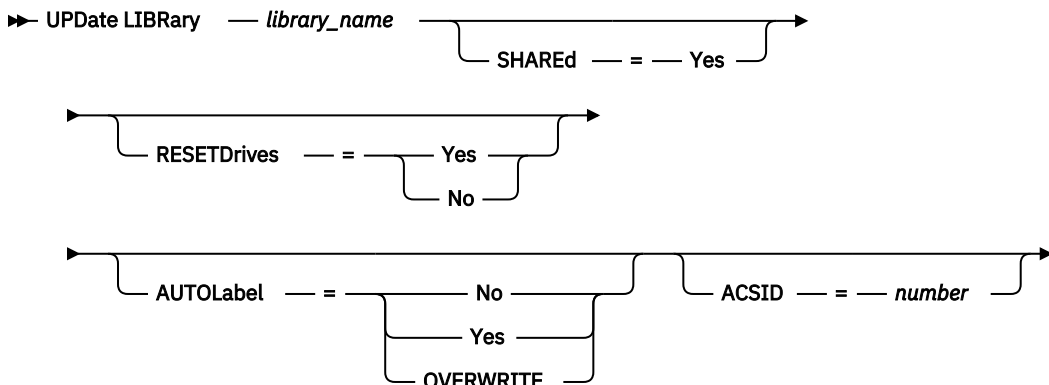 UPDate LIBRary library_name
SHAREd = Yes
RESETDrives = Yes
No
AUTOLabel = No ACSID = number
Yes
OVERWRITE